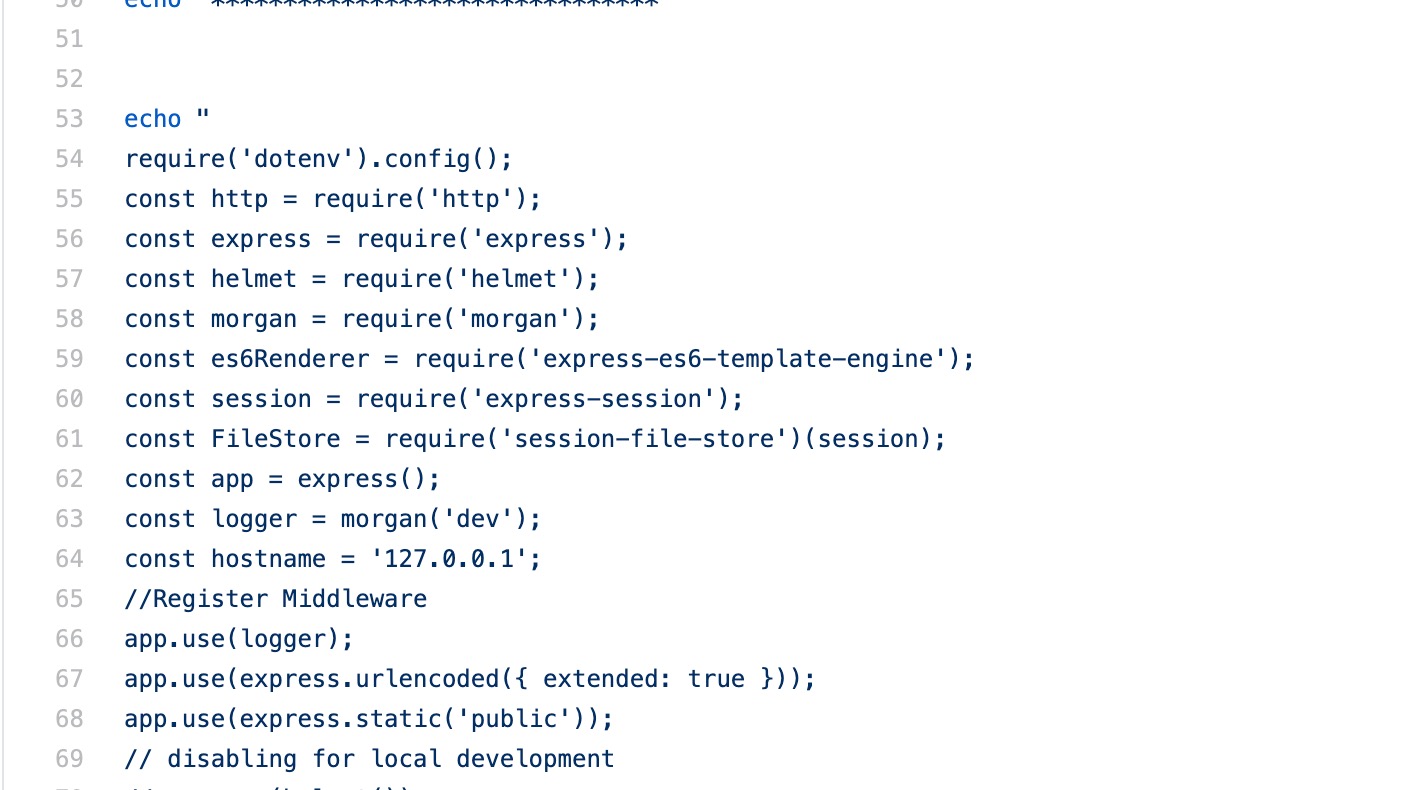 50 echo "*******************************
51
52
53 echo "
54 require('dotenv').config();
55 const http = require('http');
56 const express = require('express');
57 const helmet = require('helmet');
58 const morgan = require('morgan');
59 const es6Renderer = require('express-es6-template-engine');
60 const session = require('express-session');
61 const FileStore = require('session-file-store')(session);
62 const app = express();
63 const logger = morgan('dev');
64 const hostname = '127.0.0.1';
65 //Register Middleware
66 app.use(logger);
67 app.use(express.urlencoded({ extended: true }));
68 app.use(express.static('public'));
69 // disabling for local development